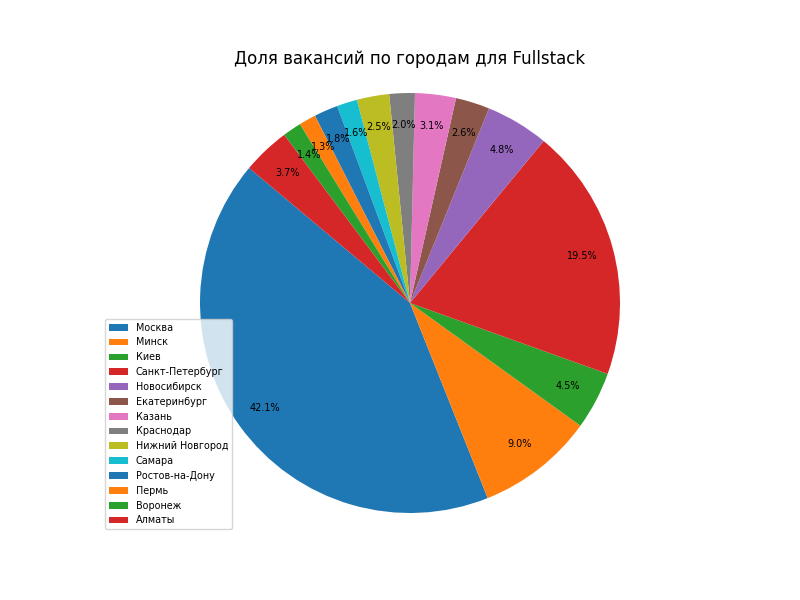 Доля вакансий по городам для Fullstack
3.7%
1.4%
1.3%
1.8%
1.6%
2.5%
2.0%
3.1%
2.6%
4.8%
19.5%
4.5%
9.0%
42.1%
Москва
Минск
Киев
Санкт-Петербург
Новосибирск
Екатеринбург
Казань
Краснодар
Нижний Новгород
Самара
Ростов-на-Дону
Пермь
Воронеж
Алматы